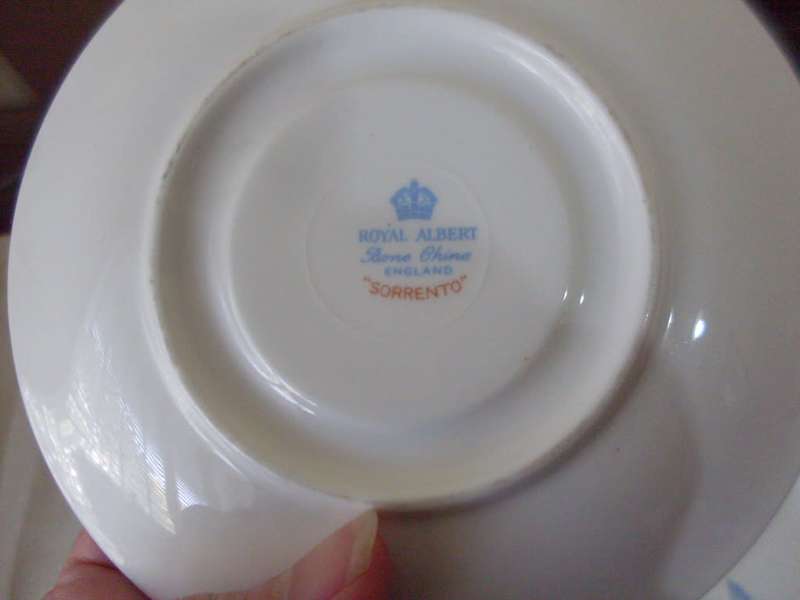 ROYAL ALBERT
Bone China
ENGLAND
"SORRENTO"